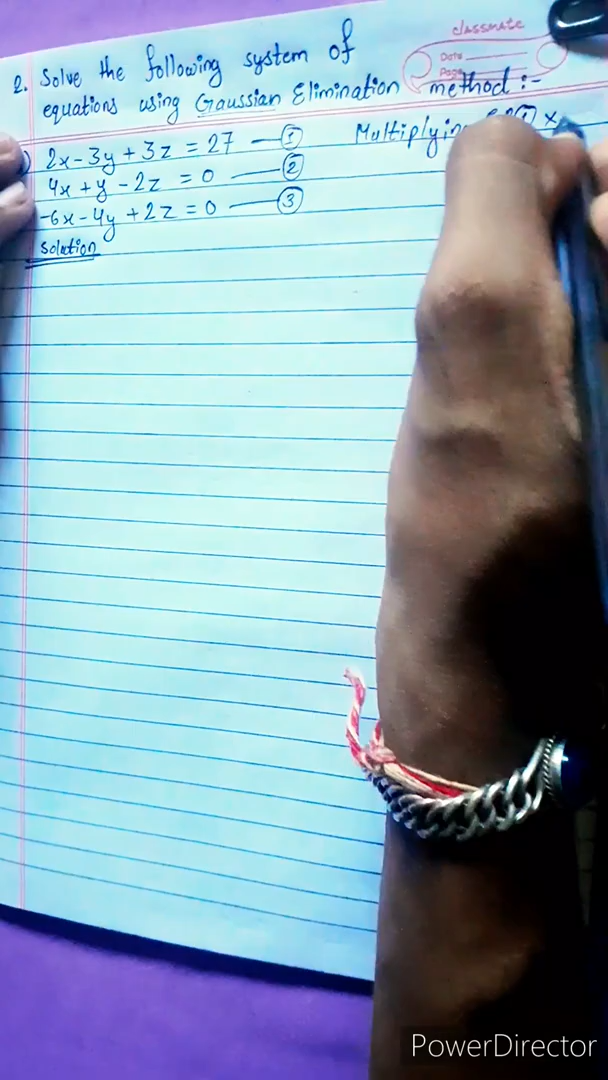 classmate
Date
Page
2. Solve the following system of
equations using Gaussian Elimination method :-
2x - 3y + 3z = 27 — ①
4x + y - 2z = 0 — ②
-6x - 4y + 2z = 0 — ③
Solution
Multiplying
PowerDirector